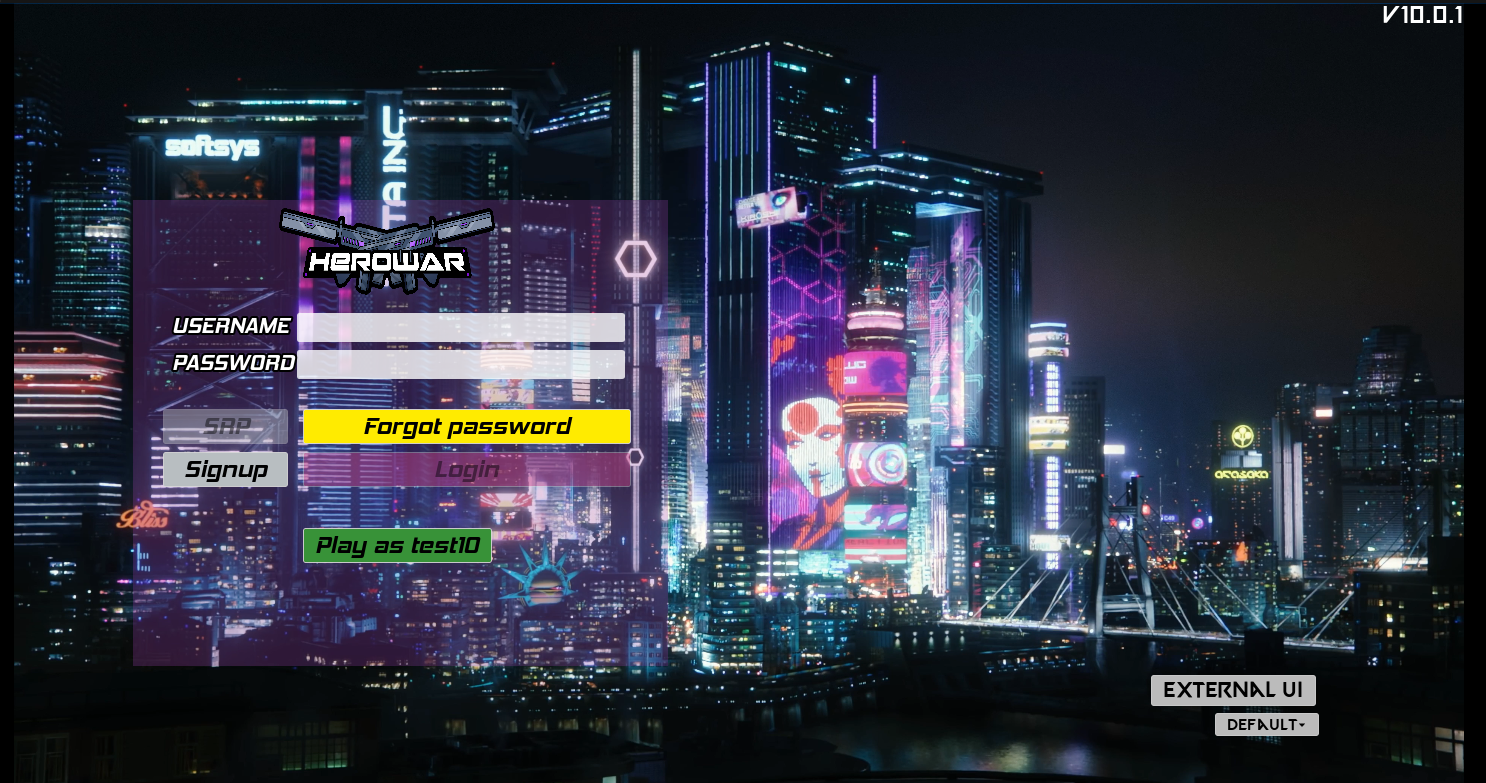 V10.0.1
softsys
TA INC
HEROWAR
USERNAME
PASSWORD
SRP
Forgot password
Signup
Login
arasaka
Bliss
Play as test10
EXTERNAL UI
DEFAULT